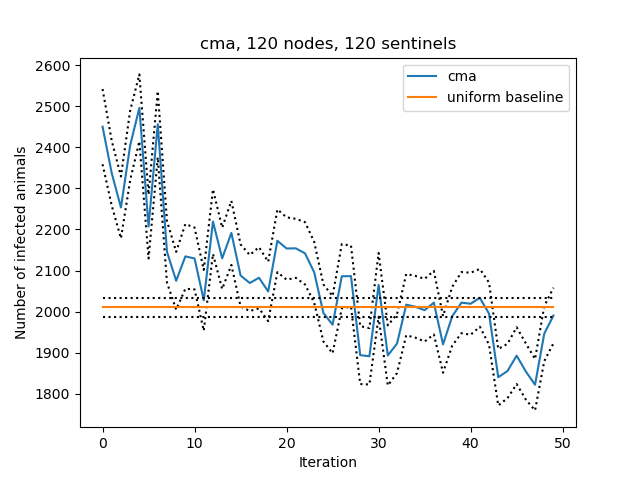 cma, 120 nodes, 120 sentinels
cma
uniform baseline
Number of infected animals
2600
2500
2400
2300
2200
2100
2000
1900
1800
0 10 20 30 40 50
Iteration